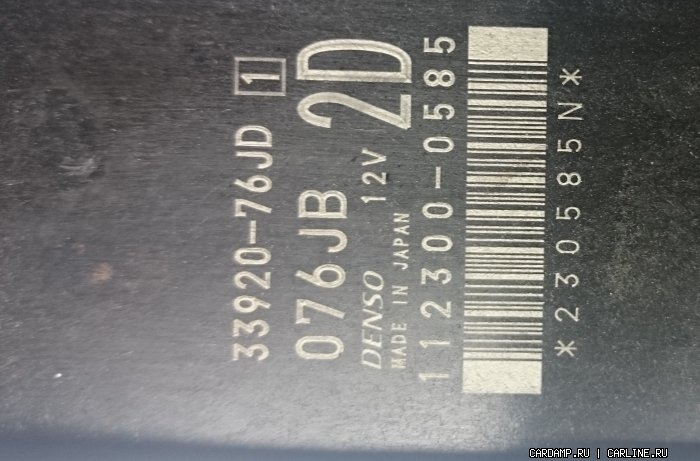 33920-76JD 1
076JB 2D
DENSO 12V
MADE IN JAPAN
112300-0585
*230585N*
CARDAMP.RU | CARLINE.RU